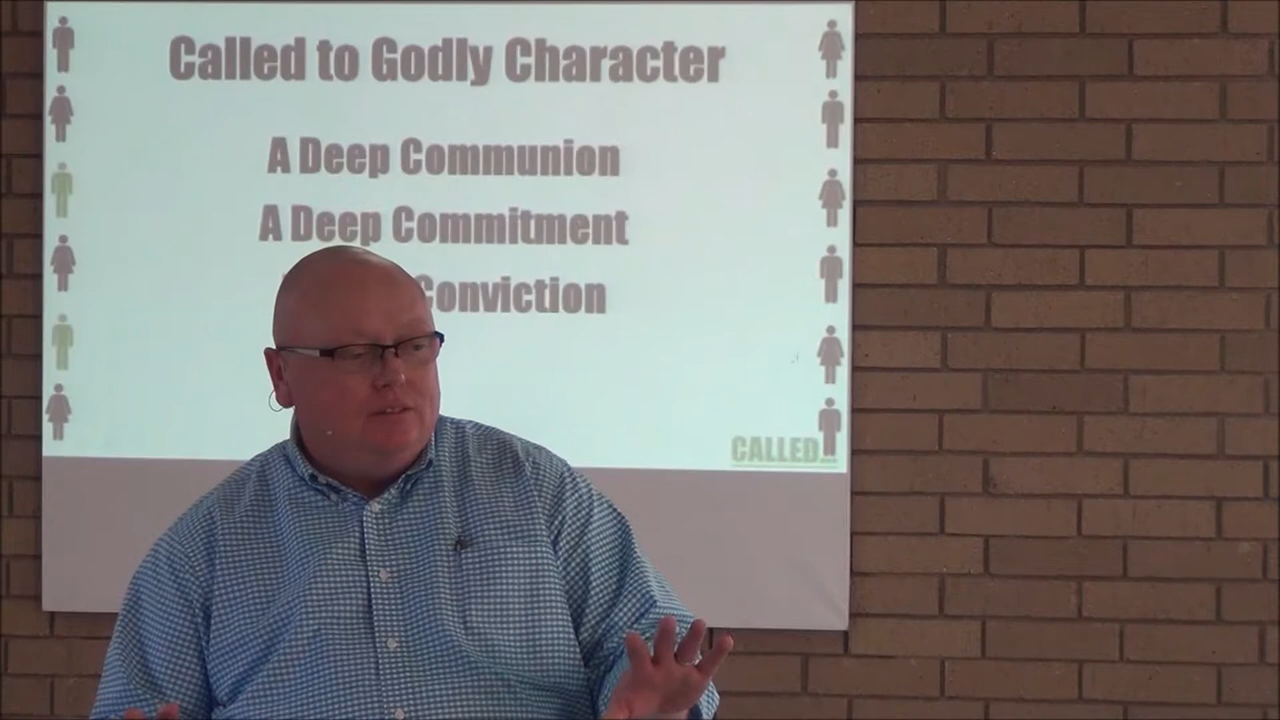 Called to Godly Character
A Deep Communion
A Deep Commitment
Conviction
CALLED...